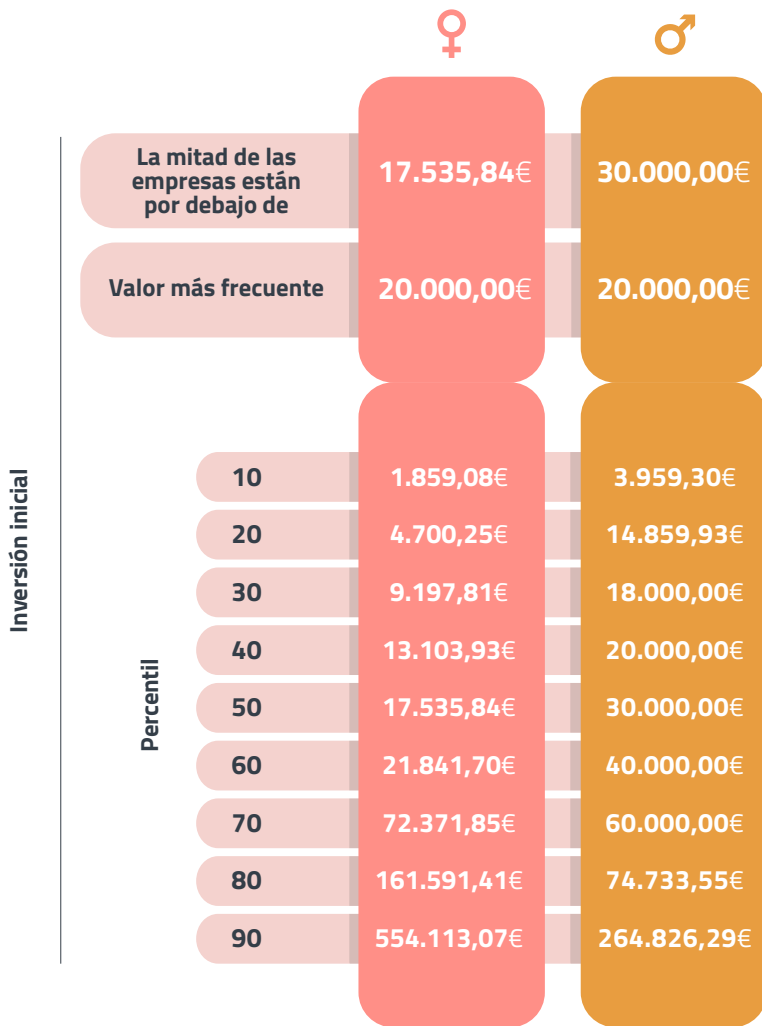 ♀ ♂
La mitad de las
empresas están
por debajo de
17.535,84€ 30.000,00€
Valor más frecuente 20.000,00€ 20.000,00€
Inversión inicial
Percentil
10 1.859,08€ 3.959,30€
20 4.700,25€ 14.859,93€
30 9.197,81€ 18.000,00€
40 13.103,93€ 20.000,00€
50 17.535,84€ 30.000,00€
60 21.841,70€ 40.000,00€
70 72.371,85€ 60.000,00€
80 161.591,41€ 74.733,55€
90 554.113,07€ 264.826,29€